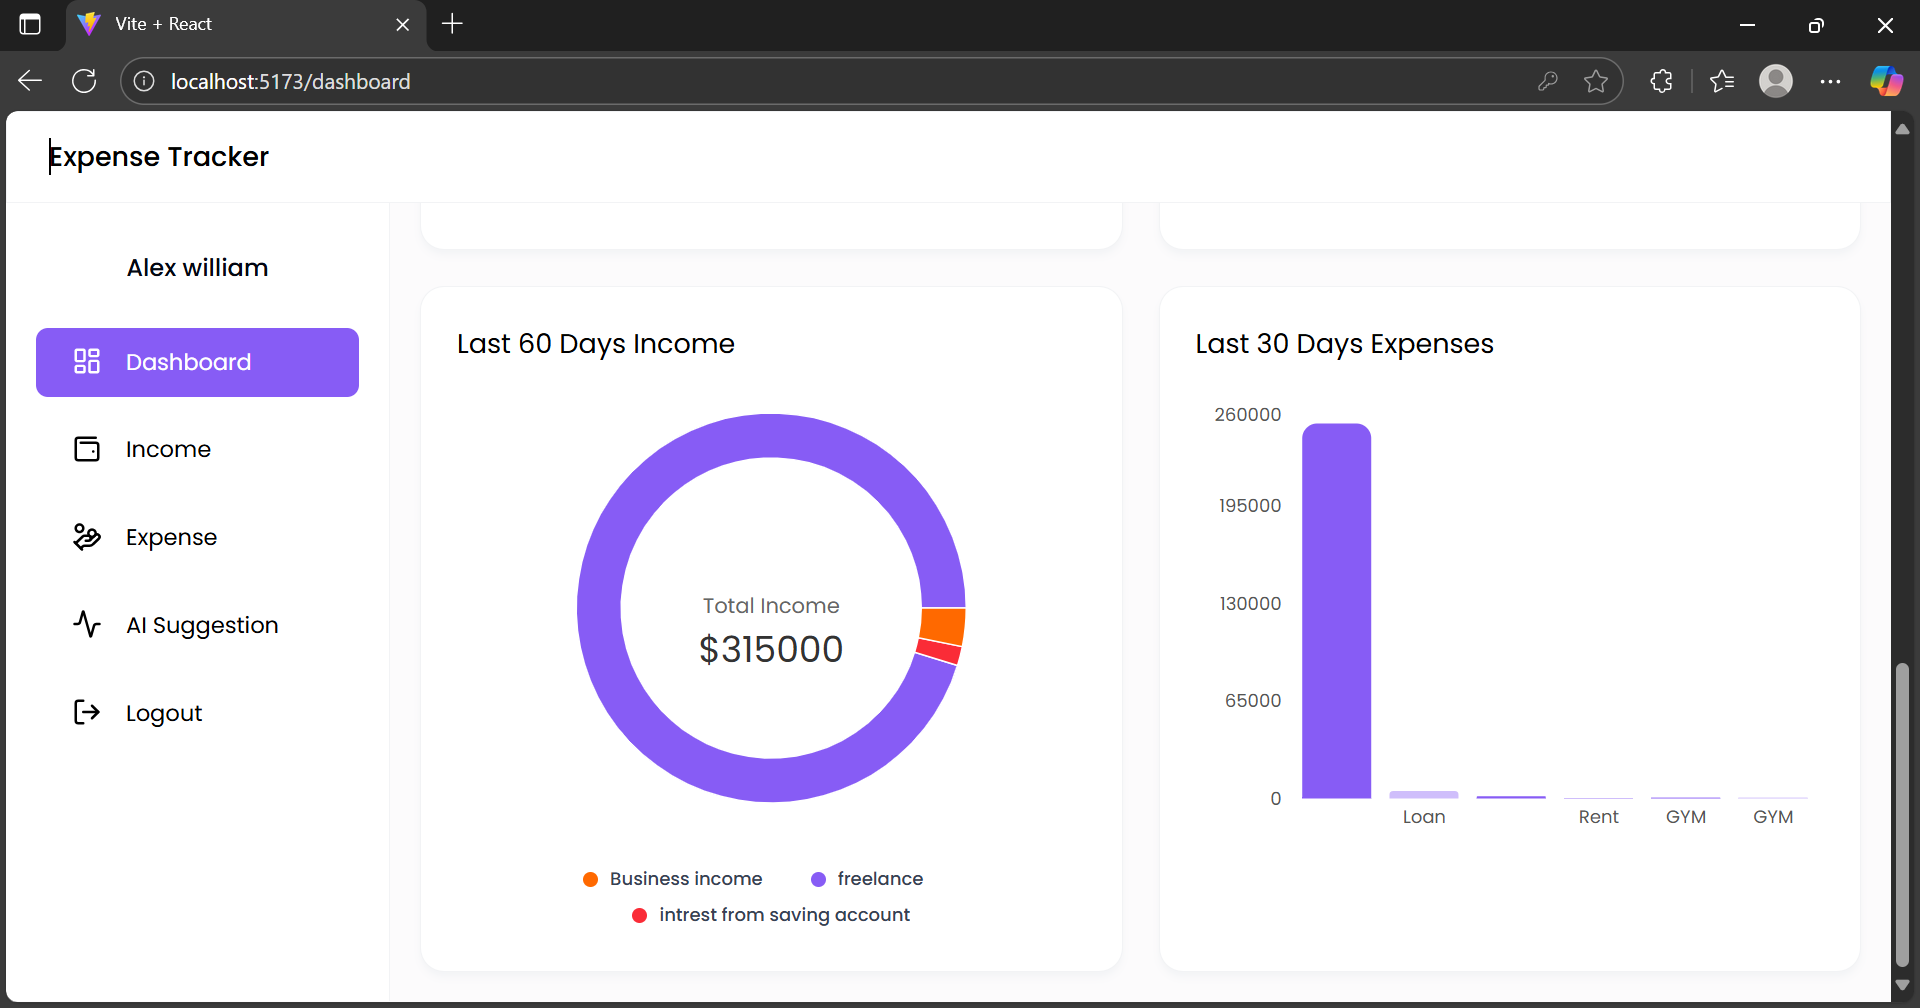 Vite + React
localhost:5173/dashboard
Expense Tracker
Alex william
Dashboard
Income
Expense
AI Suggestion
Logout
Last 60 Days Income
Total Income
$315000
Business income
freelance
intrest from saving account
Last 30 Days Expenses
260000
195000
130000
65000
0
Loan
Rent
GYM
GYM